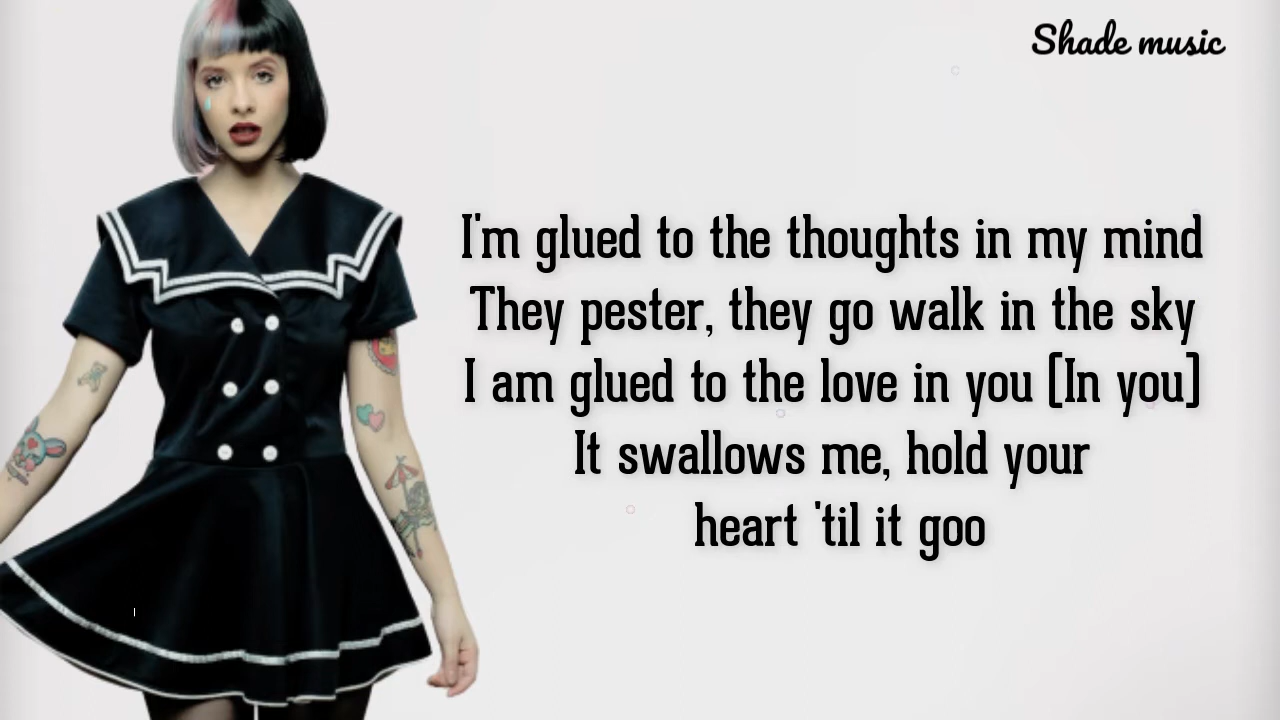 Shade music
I'm glued to the thoughts in my mind
They pester, they go walk in the sky
I am glued to the love in you [In you]
It swallows me, hold your
heart 'til it goo